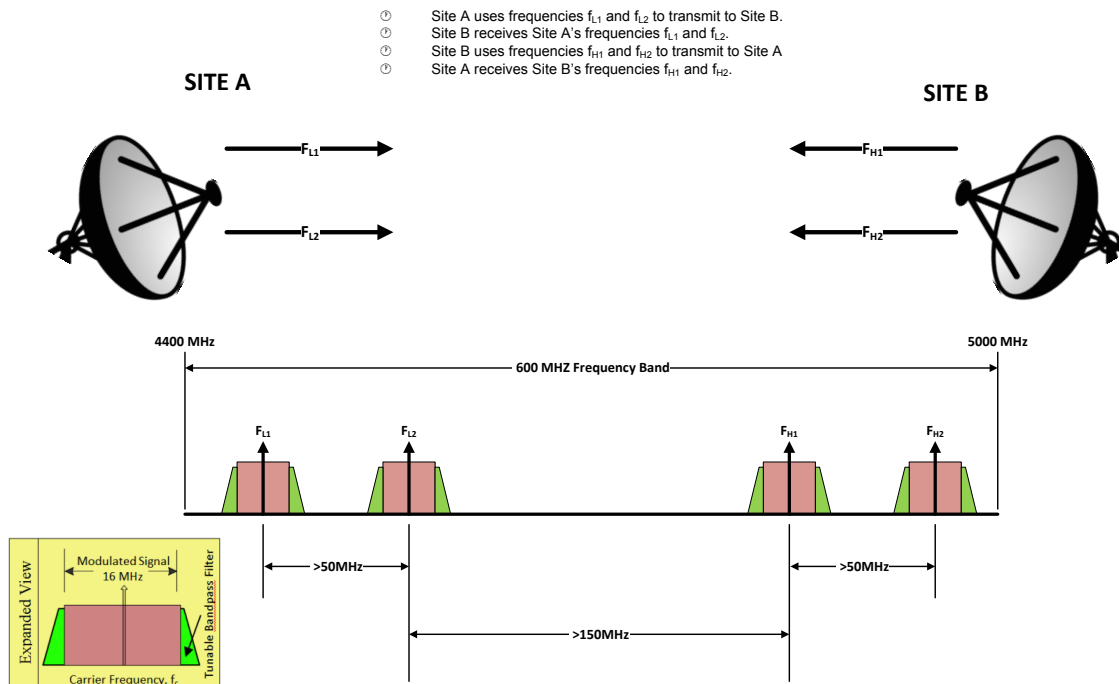 Site A uses frequencies fL1 and fL2 to transmit to Site B.
Site B receives Site A's frequencies fL1 and fL2.
Site B uses frequencies fH1 and fH2 to transmit to Site A
Site A receives Site B's frequencies fH1 and fH2.
SITE A
SITE B
FL1
FH1
FL2
FH2
4400 MHz
5000 MHz
600 MHZ Frequency Band
FL1
FL2
FH1
FH2
>50MHz
>50MHz
>150MHz
Expanded View
Modulated Signal
16 MHz
Tunable Bandpass Filter
Carrier Frequency, fc